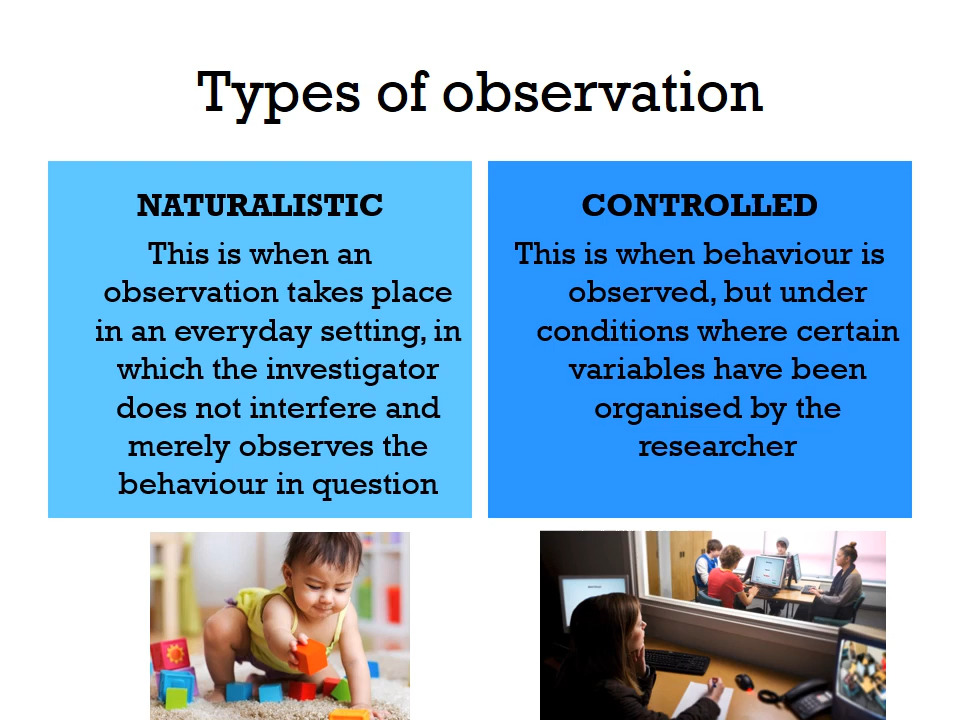 Types of observation
NATURALISTIC
This is when an
observation takes place
in an everyday setting, in
which the investigator
does not interfere and
merely observes the
behaviour in question
CONTROLLED
This is when behaviour is
observed, but under
conditions where certain
variables have been
organised by the
researcher